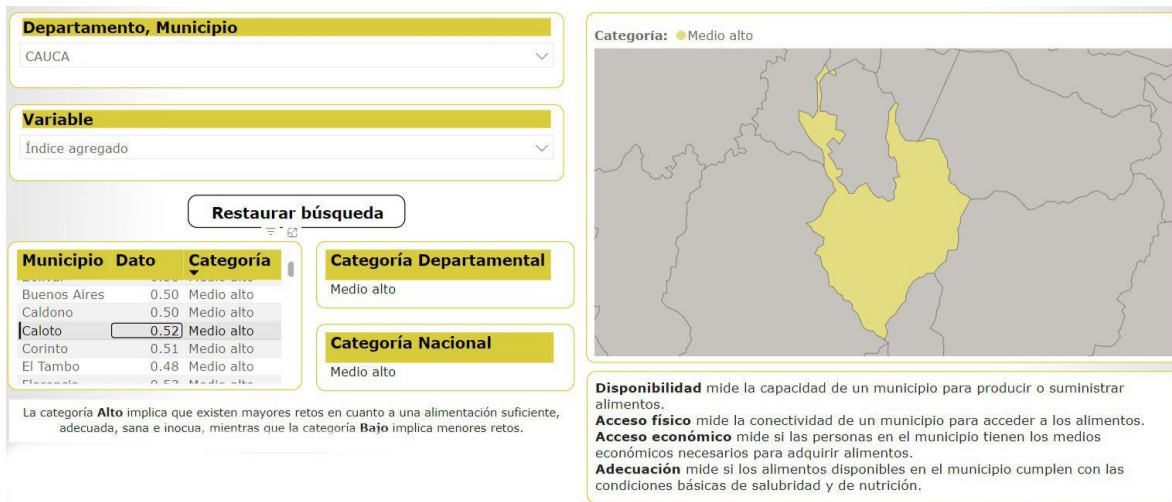 Departamento, Municipio
CAUCA
Variable
Índice agregado
Restaurar búsqueda
Municipio Dato Categoría
Buenos Aires 0.50 Medio alto
Caldono 0.50 Medio alto
Caloto 0.52 Medio alto
Corinto 0.51 Medio alto
El Tambo 0.48 Medio alto
Categoría Departamental
Medio alto
Categoría Nacional
Medio alto
La categoría Alto implica que existen mayores retos en cuanto a una alimentación suficiente,
adecuada, sana e inocua, mientras que la categoría Bajo implica menores retos.
Categoría: Medio alto
Disponibilidad mide la capacidad de un municipio para producir o suministrar
alimentos.
Acceso físico mide la conectividad de un municipio para acceder a los alimentos.
Acceso económico mide si las personas en el municipio tienen los medios
económicos necesarios para adquirir alimentos.
Adecuación mide si los alimentos disponibles en el municipio cumplen con las
condiciones básicas de salubridad y de nutrición.